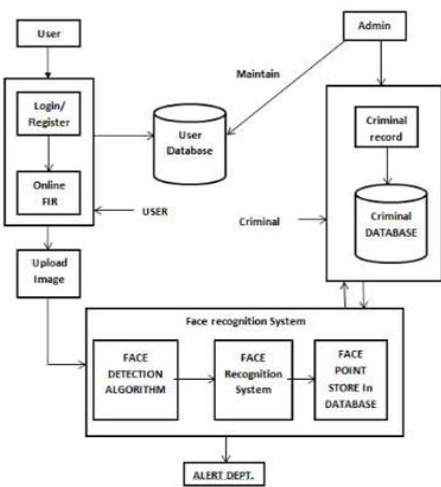 User
Admin
Maintain
Login/
Register
User
Database
Criminal
record
Online
FIR
USER
Criminal
Criminal
DATABASE
Upload
Image
Face recognition System
FACE
DETECTION
ALGORITHM
FACE
Recognition
System
FACE
POINT
STORE In
DATABASE
ALERT DEPT.